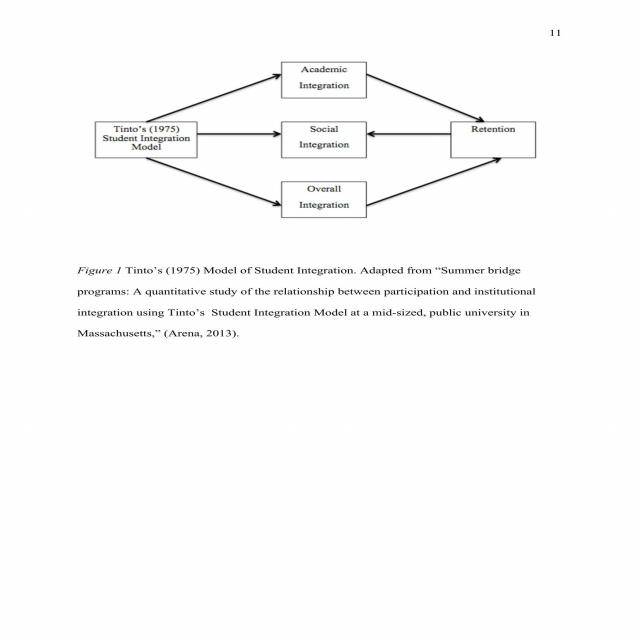 11
Academic
Integration
Tinto's (1975)
Student Integration
Model
Social
Integration
Retention
Overall
Integration
Figure 1 Tinto's (1975) Model of Student Integration. Adapted from “Summer bridge
programs: A quantitative study of the relationship between participation and institutional
integration using Tinto's  Student Integration Model at a mid-sized, public university in
Massachusetts,” (Arena, 2013).